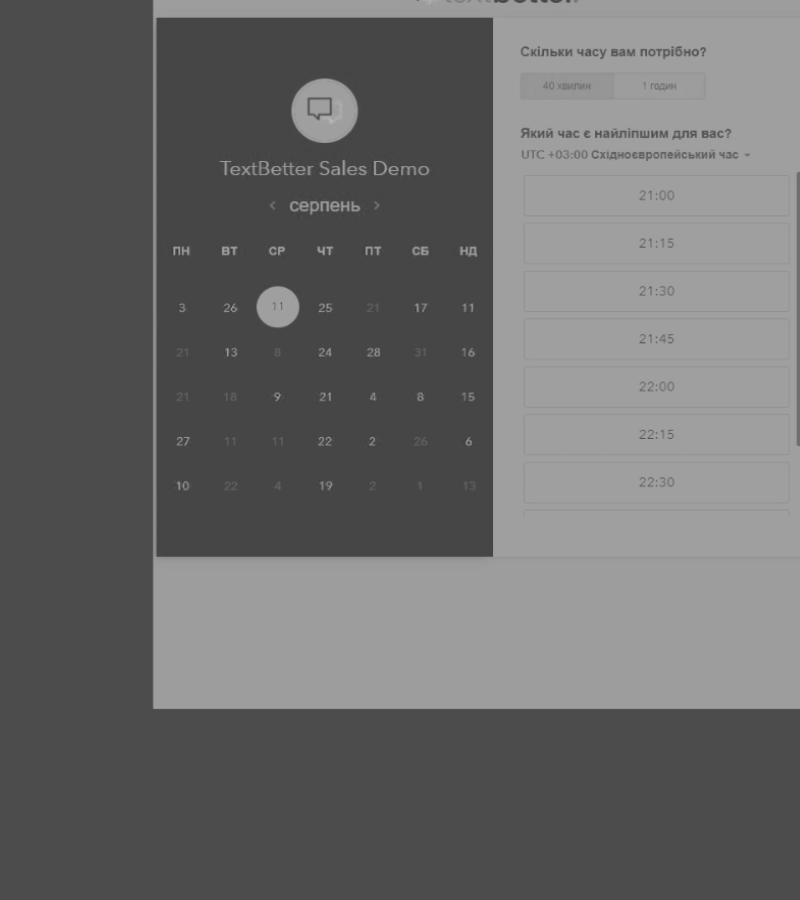 TextBetter Sales Demo
серпень
ПН ВТ СР ЧТ ПТ СБ НД
3 26 11 25 21 17 11
21 13 8 24 28 31 16
21 18 9 21 4 8 15
27 11 11 22 2 26 6
10 22 4 19 2 1 13
Скільки часу вам потрібно?
40 хвилин 1 годин
Який час є найліпшим для вас?
UTC +03:00 Східноєвропейський час
21:00
21:15
21:30
21:45
22:00
22:15
22:30